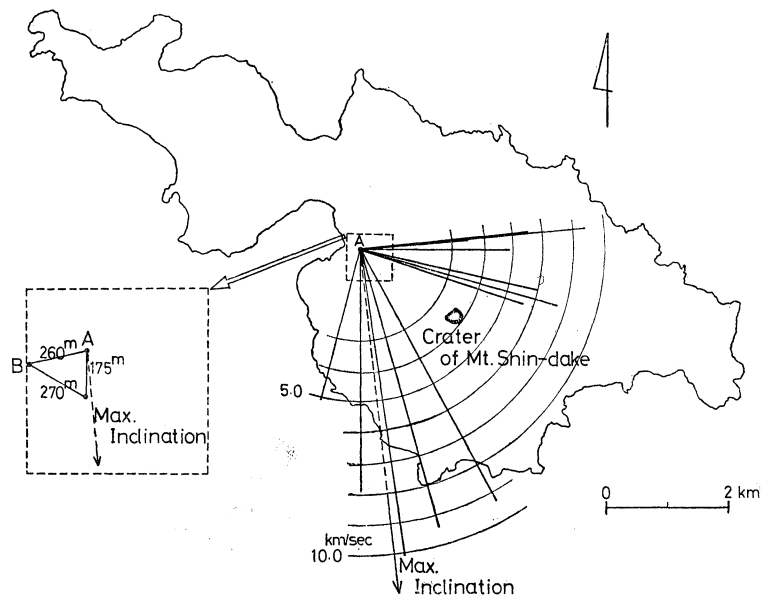 A
Crater
of Mt. Shin-dake
260m
A
B
175m
270m
Max.
Inclination
5.0
0
2 km
km/sec
10.0
Max.
Inclination